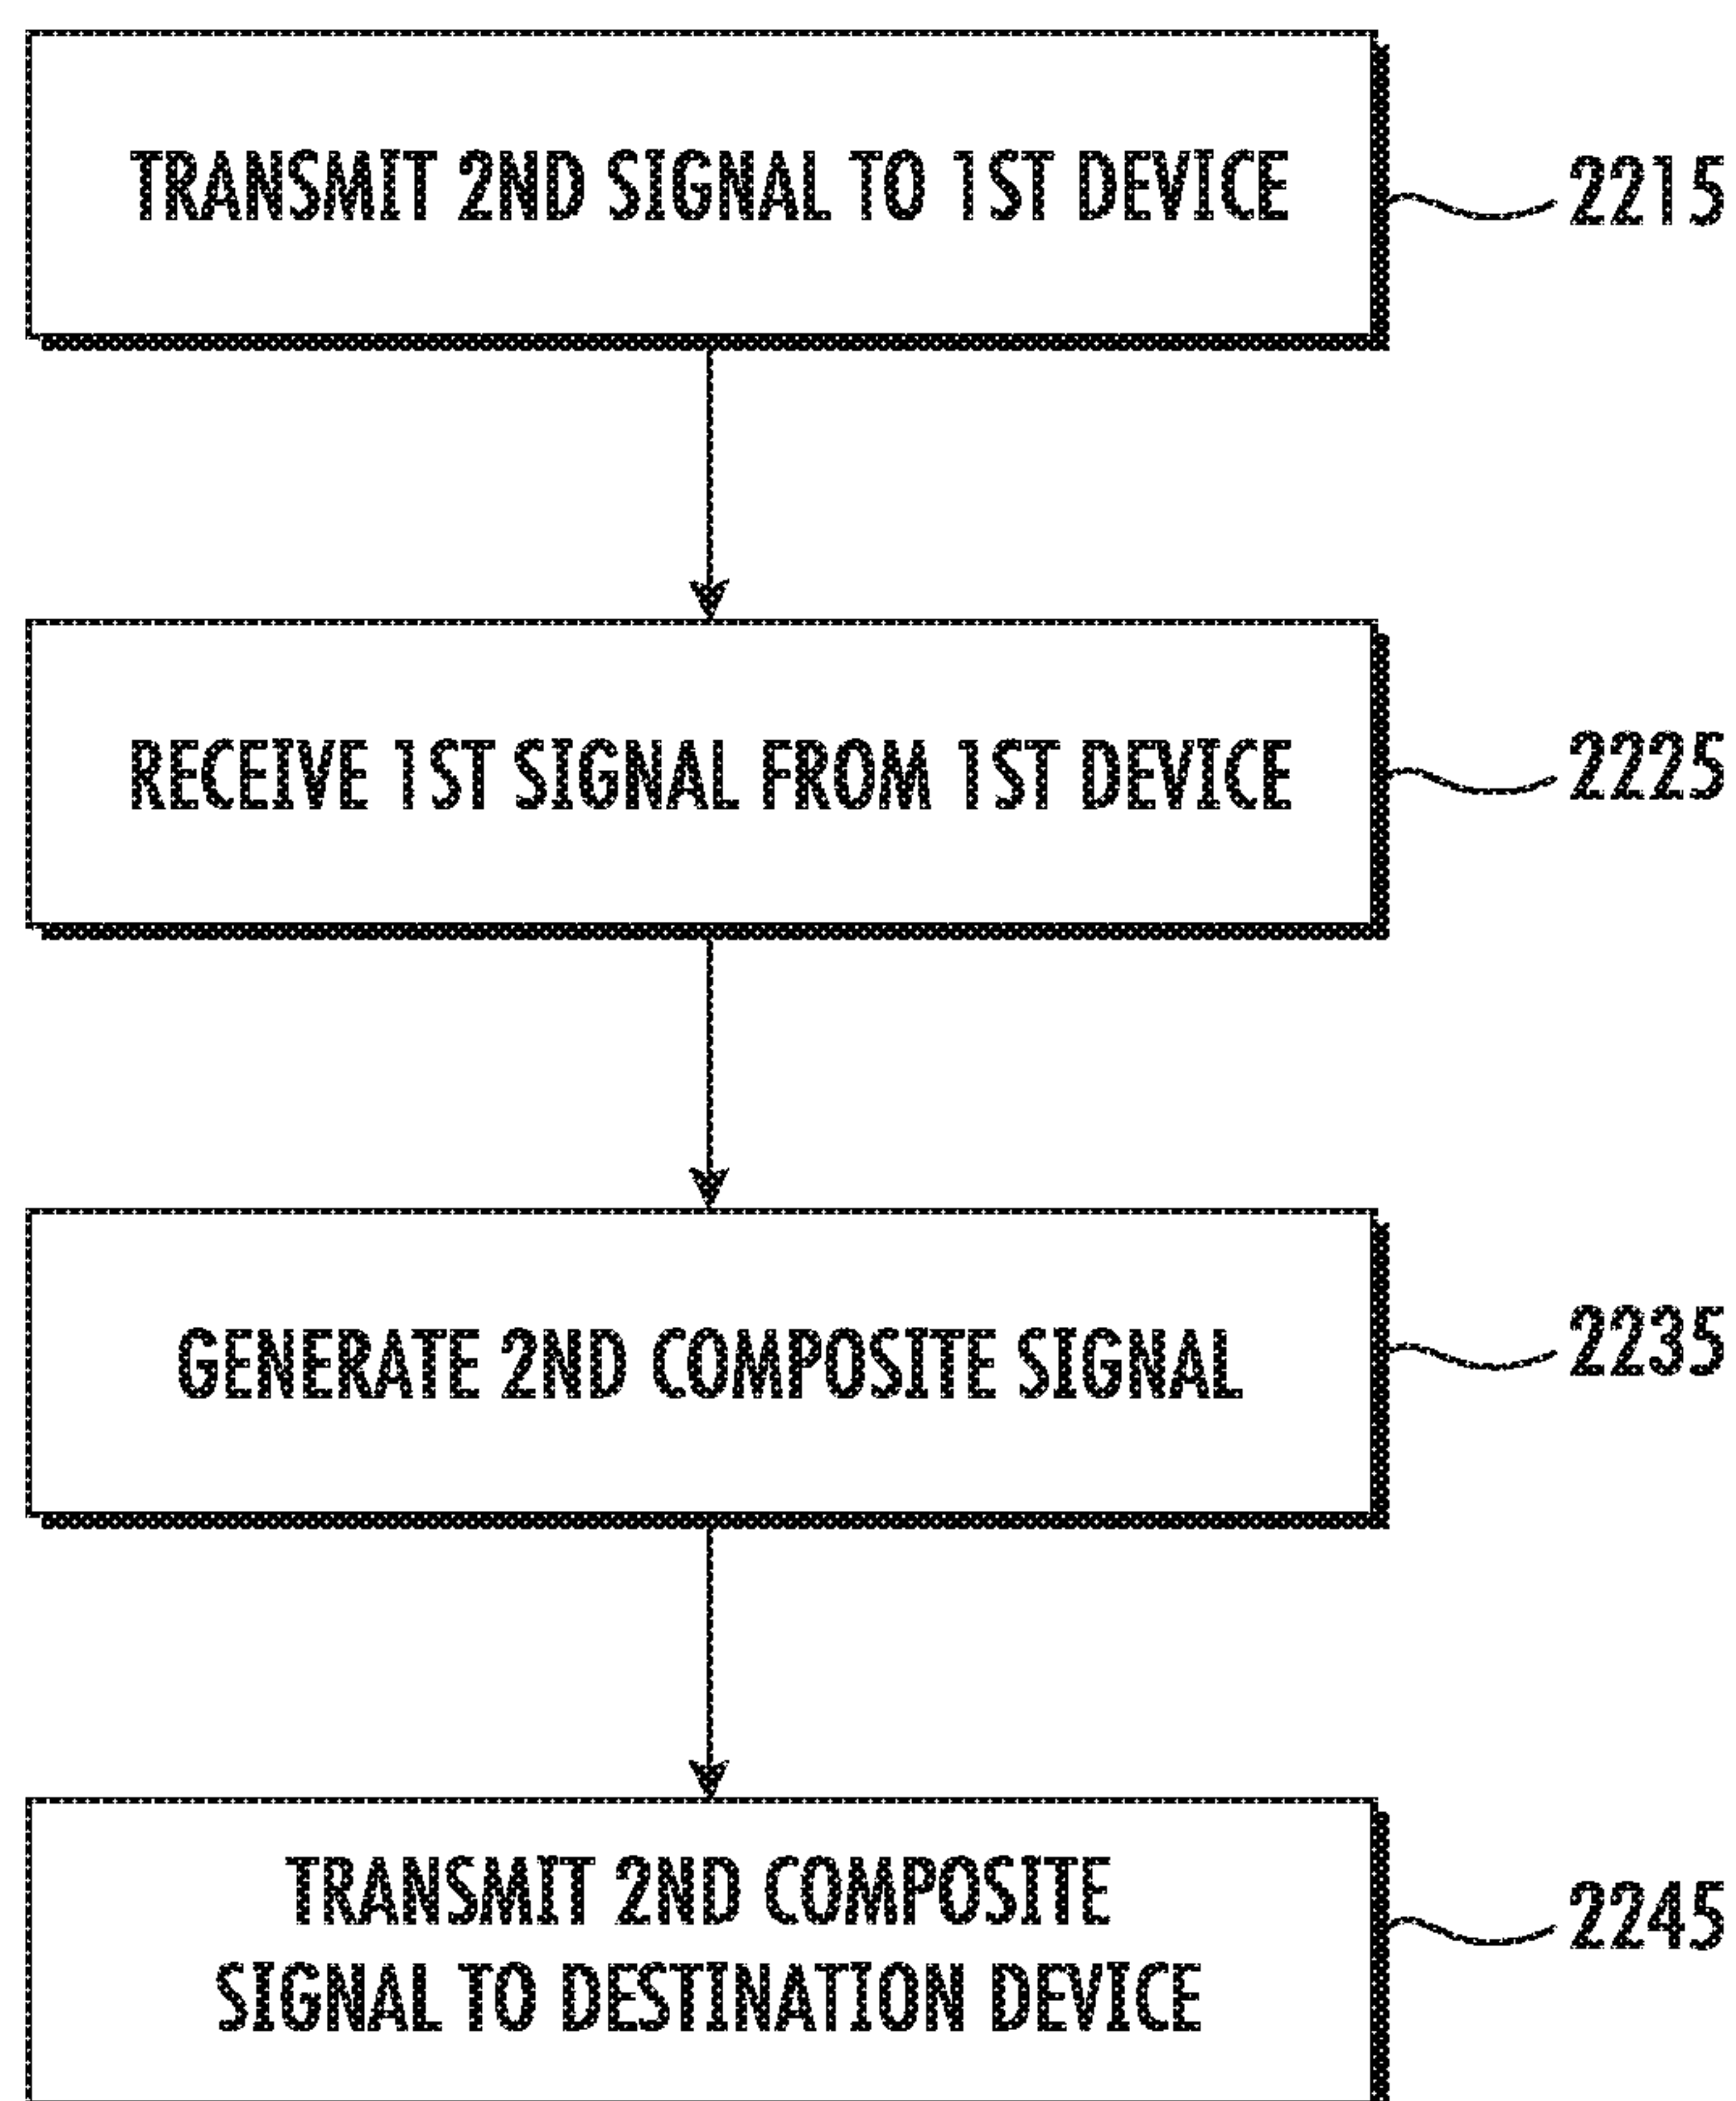 TRANSMIT 2ND SIGNAL TO 1ST DEVICE
2215
RECEIVE 1ST SIGNAL FROM 1ST DEVICE
2225
GENERATE 2ND COMPOSITE SIGNAL
2235
TRANSMIT 2ND COMPOSITE
SIGNAL TO DESTINATION DEVICE
2245